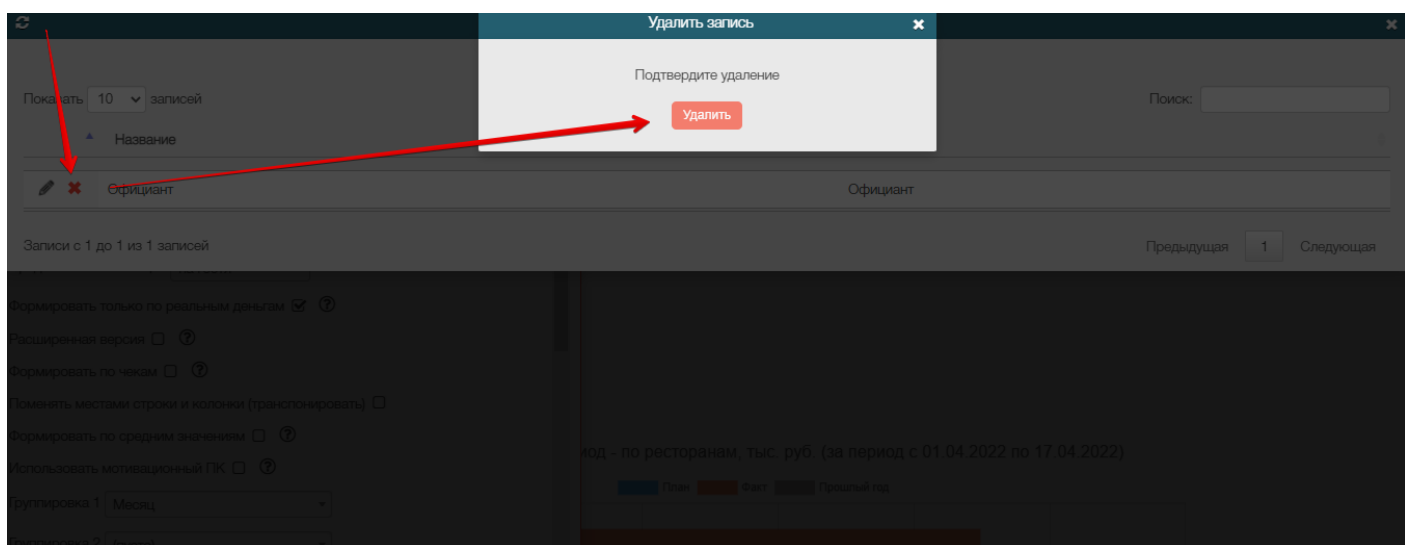 Удалить запись
Подтвердите удаление
Удалить
Показать 10 записей
Поиск:
Название
Официант Официант
Записи с 1 до 1 из 1 записей
Предыдущая 1 Следующая
Формировать только по реальным деньгам
Расширенная версия
Формировать по чекам
Поменять местами строки и колонки (транспонировать)
Формировать по средним значениям
Использовать мотивационный ПК
Группировка 1 Месяц
Группировка 2
- по ресторанам, тыс. руб. (за период с 01.04.2022 по 17.04.2022)
План Факт Прошлый год